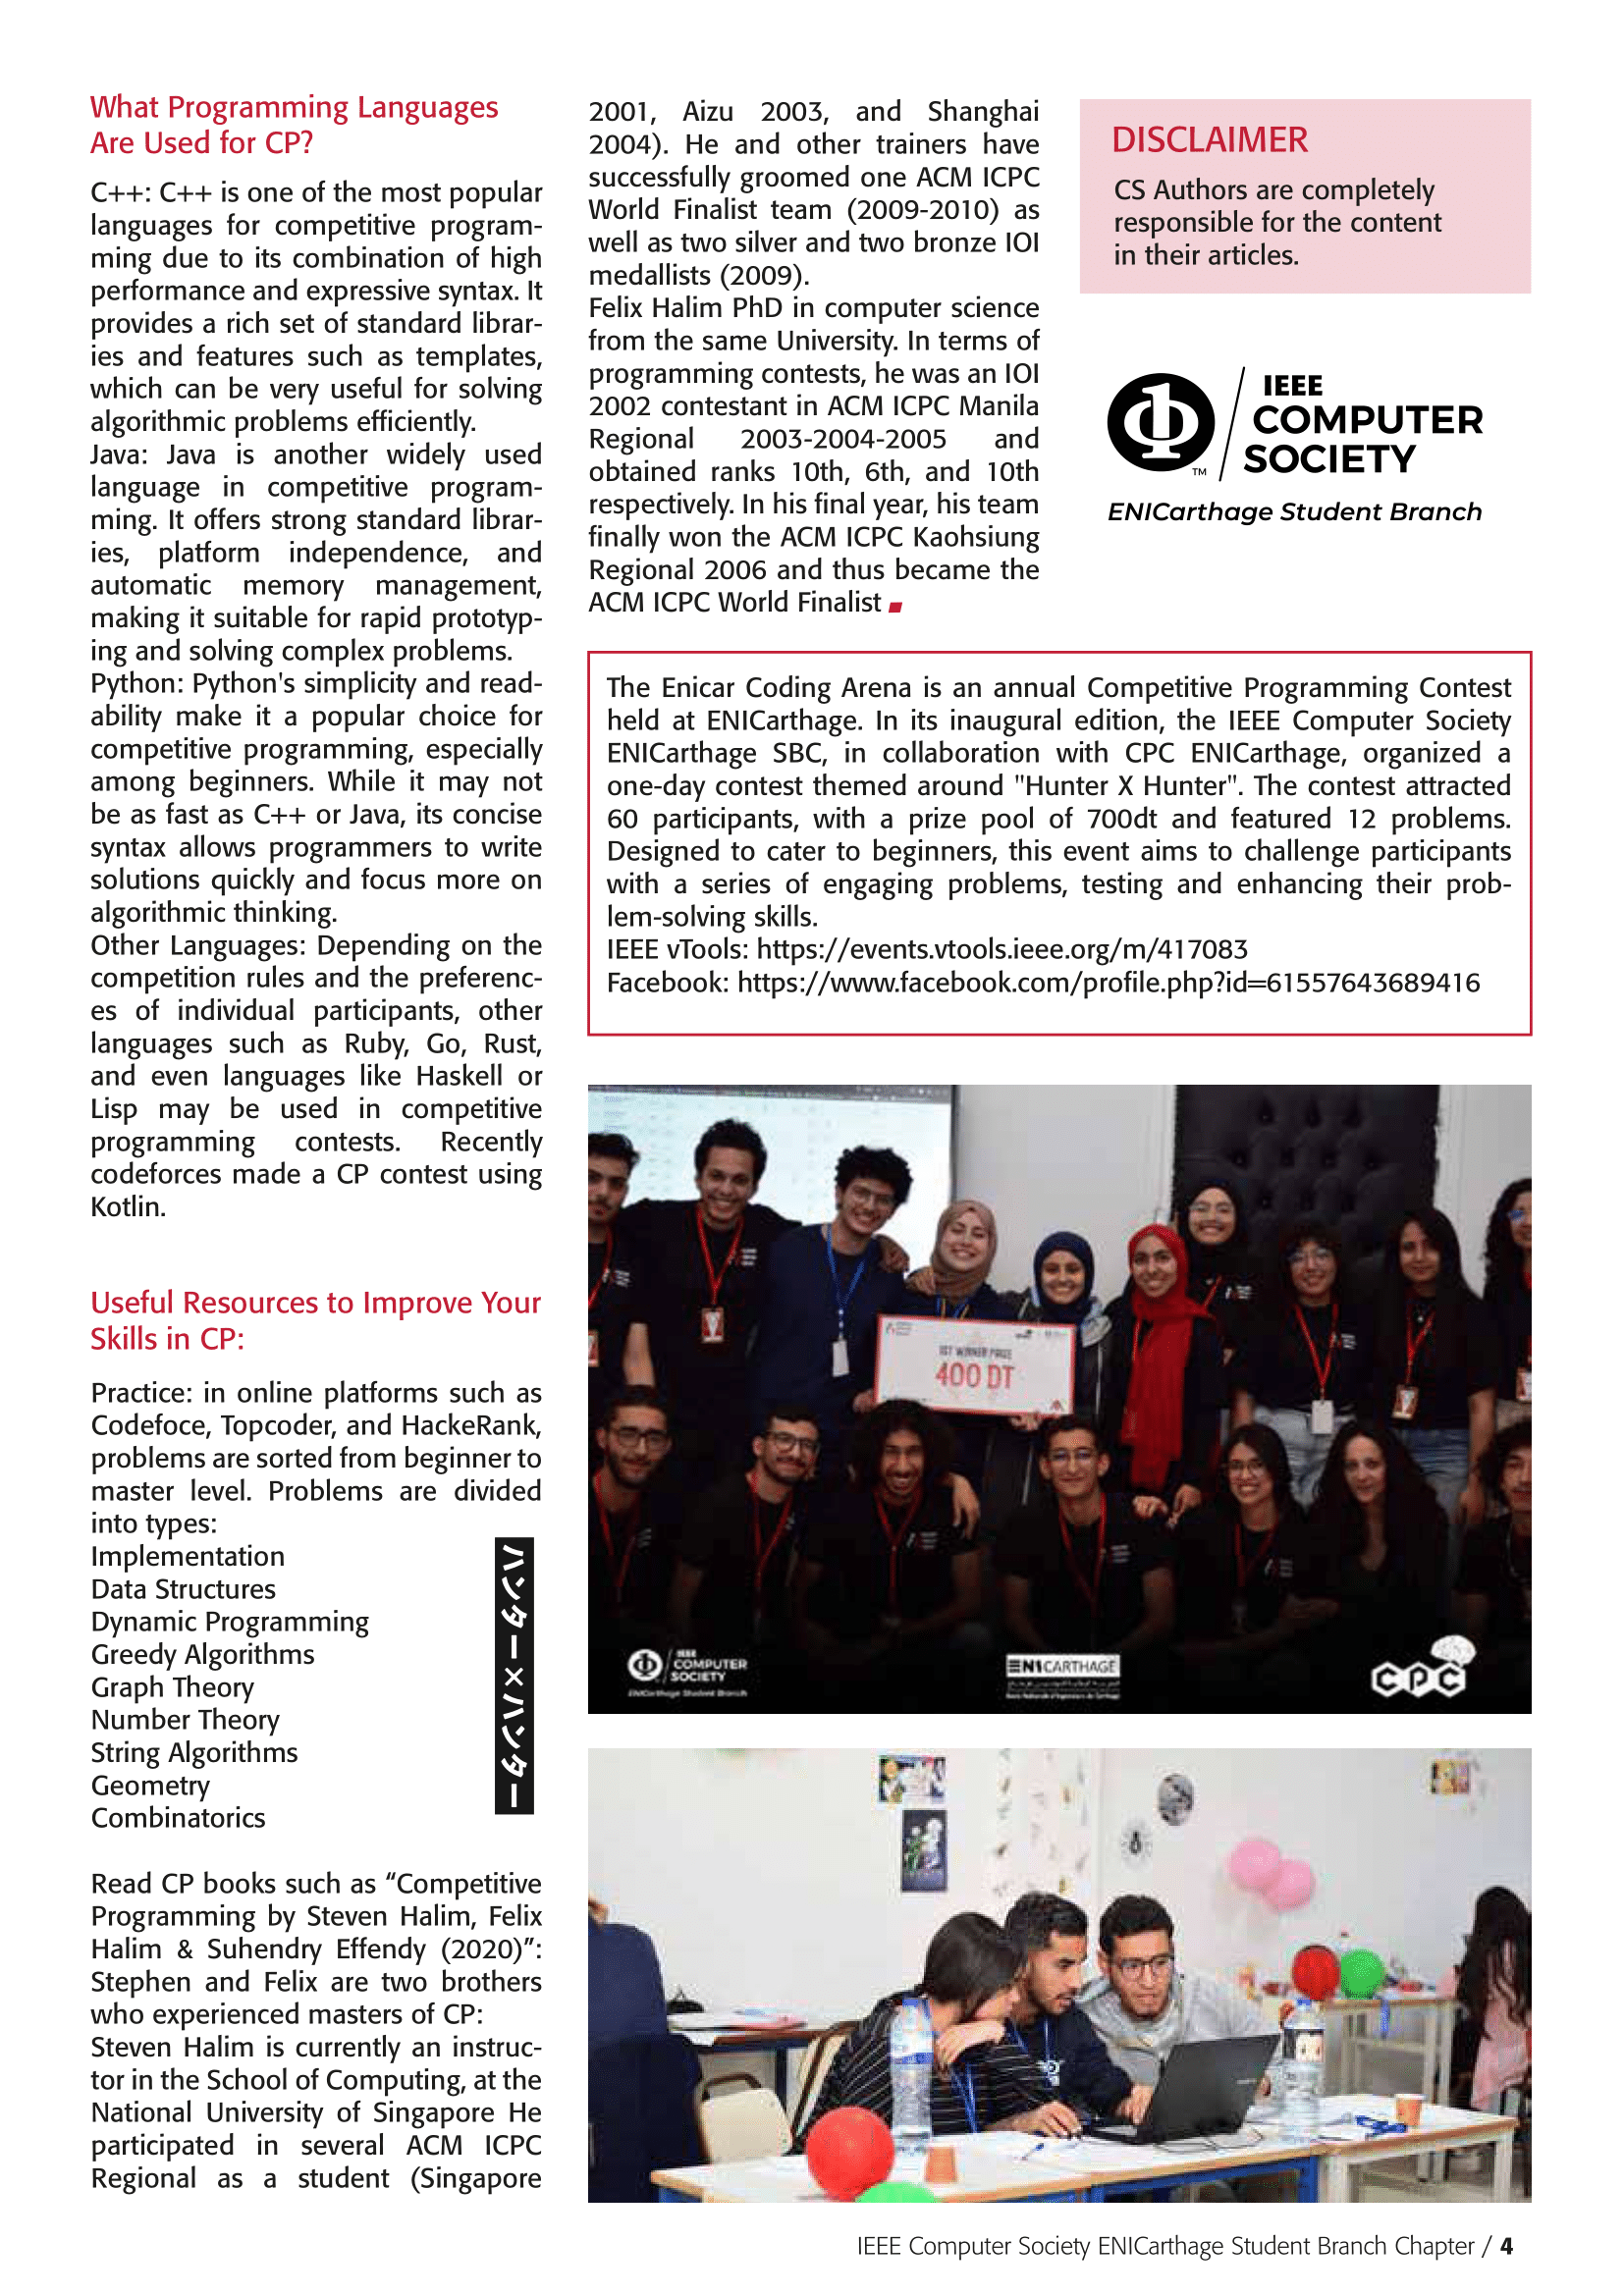 What Programming Languages
Are Used for CP?
C++: C++ is one of the most popular
languages for competitive program-
ming due to its combination of high
performance and expressive syntax. It
provides a rich set of standard librar-
ies and features such as templates,
which can be very useful for solving
algorithmic problems efficiently.
Java: Java is another widely used
language in competitive program-
ming. It offers strong standard librar-
ies, platform independence, and
automatic memory management,
making it suitable for rapid prototyp-
ing and solving complex problems.
Python: Python's simplicity and read-
ability make it a popular choice for
competitive programming, especially
among beginners. While it may not
be as fast as C++ or Java, its concise
syntax allows programmers to write
solutions quickly and focus more on
algorithmic thinking.
Other Languages: Depending on the
competition rules and the preferenc-
es of individual participants, other
languages such as Ruby, Go, Rust,
and even languages like Haskell or
Lisp may be used in competitive
programming contests. Recently
codeforces made a CP contest using
Kotlin.
Useful Resources to Improve Your
Skills in CP:
Practice: in online platforms such as
Codefoce, Topcoder, and HackeRank,
problems are sorted from beginner to
master level. Problems are divided
into types:
Implementation
Data Structures
Dynamic Programming
Greedy Algorithms
Graph Theory
Number Theory
String Algorithms
Geometry
Combinatorics
ハンター×ハンター
Read CP books such as “Competitive
Programming by Steven Halim, Felix
Halim & Suhendry Effendy (2020)”:
Stephen and Felix are two brothers
who experienced masters of CP:
Steven Halim is currently an instruc-
tor in the School of Computing, at the
National University of Singapore He
participated in several ACM ICPC
Regional as a student (Singapore
2001, Aizu 2003, and Shanghai
2004). He and other trainers have
successfully groomed one ACM ICPC
World Finalist team (2009-2010) as
well as two silver and two bronze IOI
medallists (2009).
Felix Halim PhD in computer science
from the same University. In terms of
programming contests, he was an IOI
2002 contestant in ACM ICPC Manila
Regional 2003-2004-2005 and
obtained ranks 10th, 6th, and 10th
respectively. In his final year, his team
finally won the ACM ICPC Kaohsiung
Regional 2006 and thus became the
ACM ICPC World Finalist
DISCLAIMER
CS Authors are completely
responsible for the content
in their articles.
IEEE
COMPUTER
SOCIETY
TM
ENICarthage Student Branch
The Enicar Coding Arena is an annual Competitive Programming Contest
held at ENICarthage. In its inaugural edition, the IEEE Computer Society
ENICarthage SBC, in collaboration with CPC ENICarthage, organized a
one-day contest themed around "Hunter X Hunter". The contest attracted
60 participants, with a prize pool of 700dt and featured 12 problems.
Designed to cater to beginners, this event aims to challenge participants
with a series of engaging problems, testing and enhancing their prob-
lem-solving skills.
IEEE vTools: https://events.vtools.ieee.org/m/417083
Facebook: https://www.facebook.com/profile.php?id=61557643689416
1ST WINNER PRIZE
400 DT
IEEE
COMPUTER
SOCIETY
ENICarthage Student Branch
ENICARTHAGE
CPC
IEEE Computer Society ENICarthage Student Branch Chapter / 4